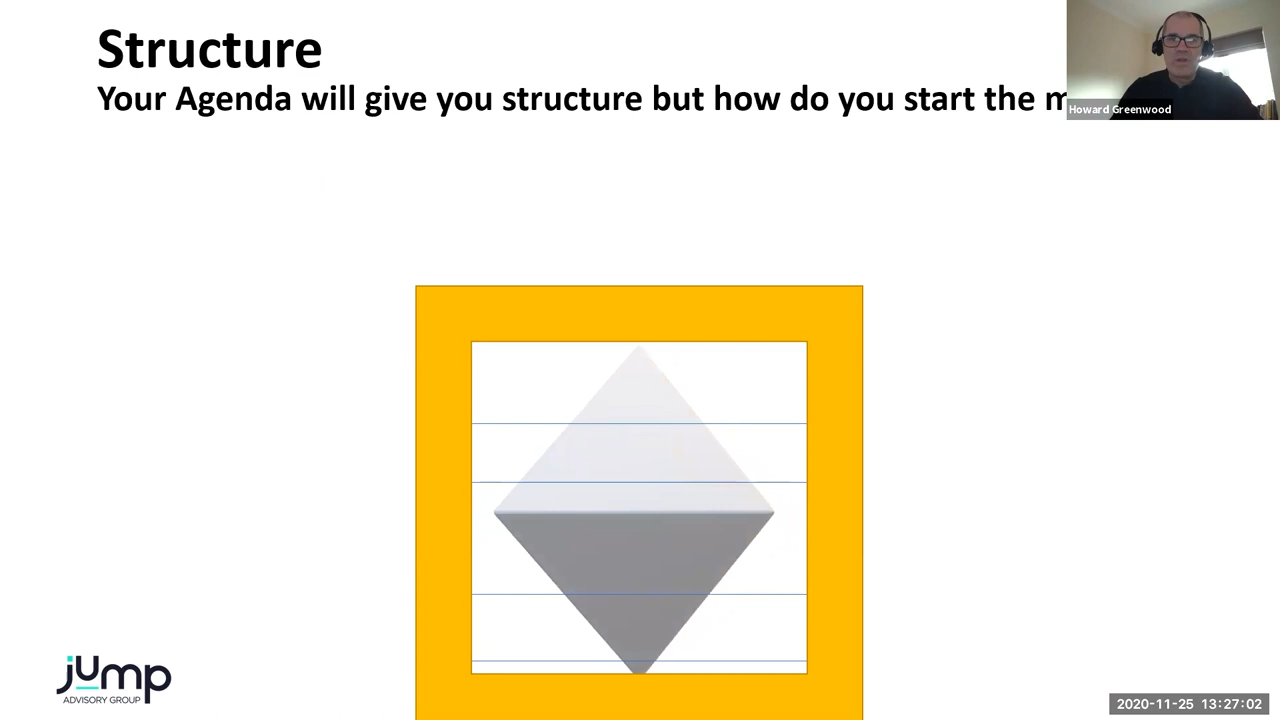 Structure
Your Agenda will give you structure but how do you start the m
Howard Greenwood
jump
ADVISORY GROUP
2020-11-25 13:27:02